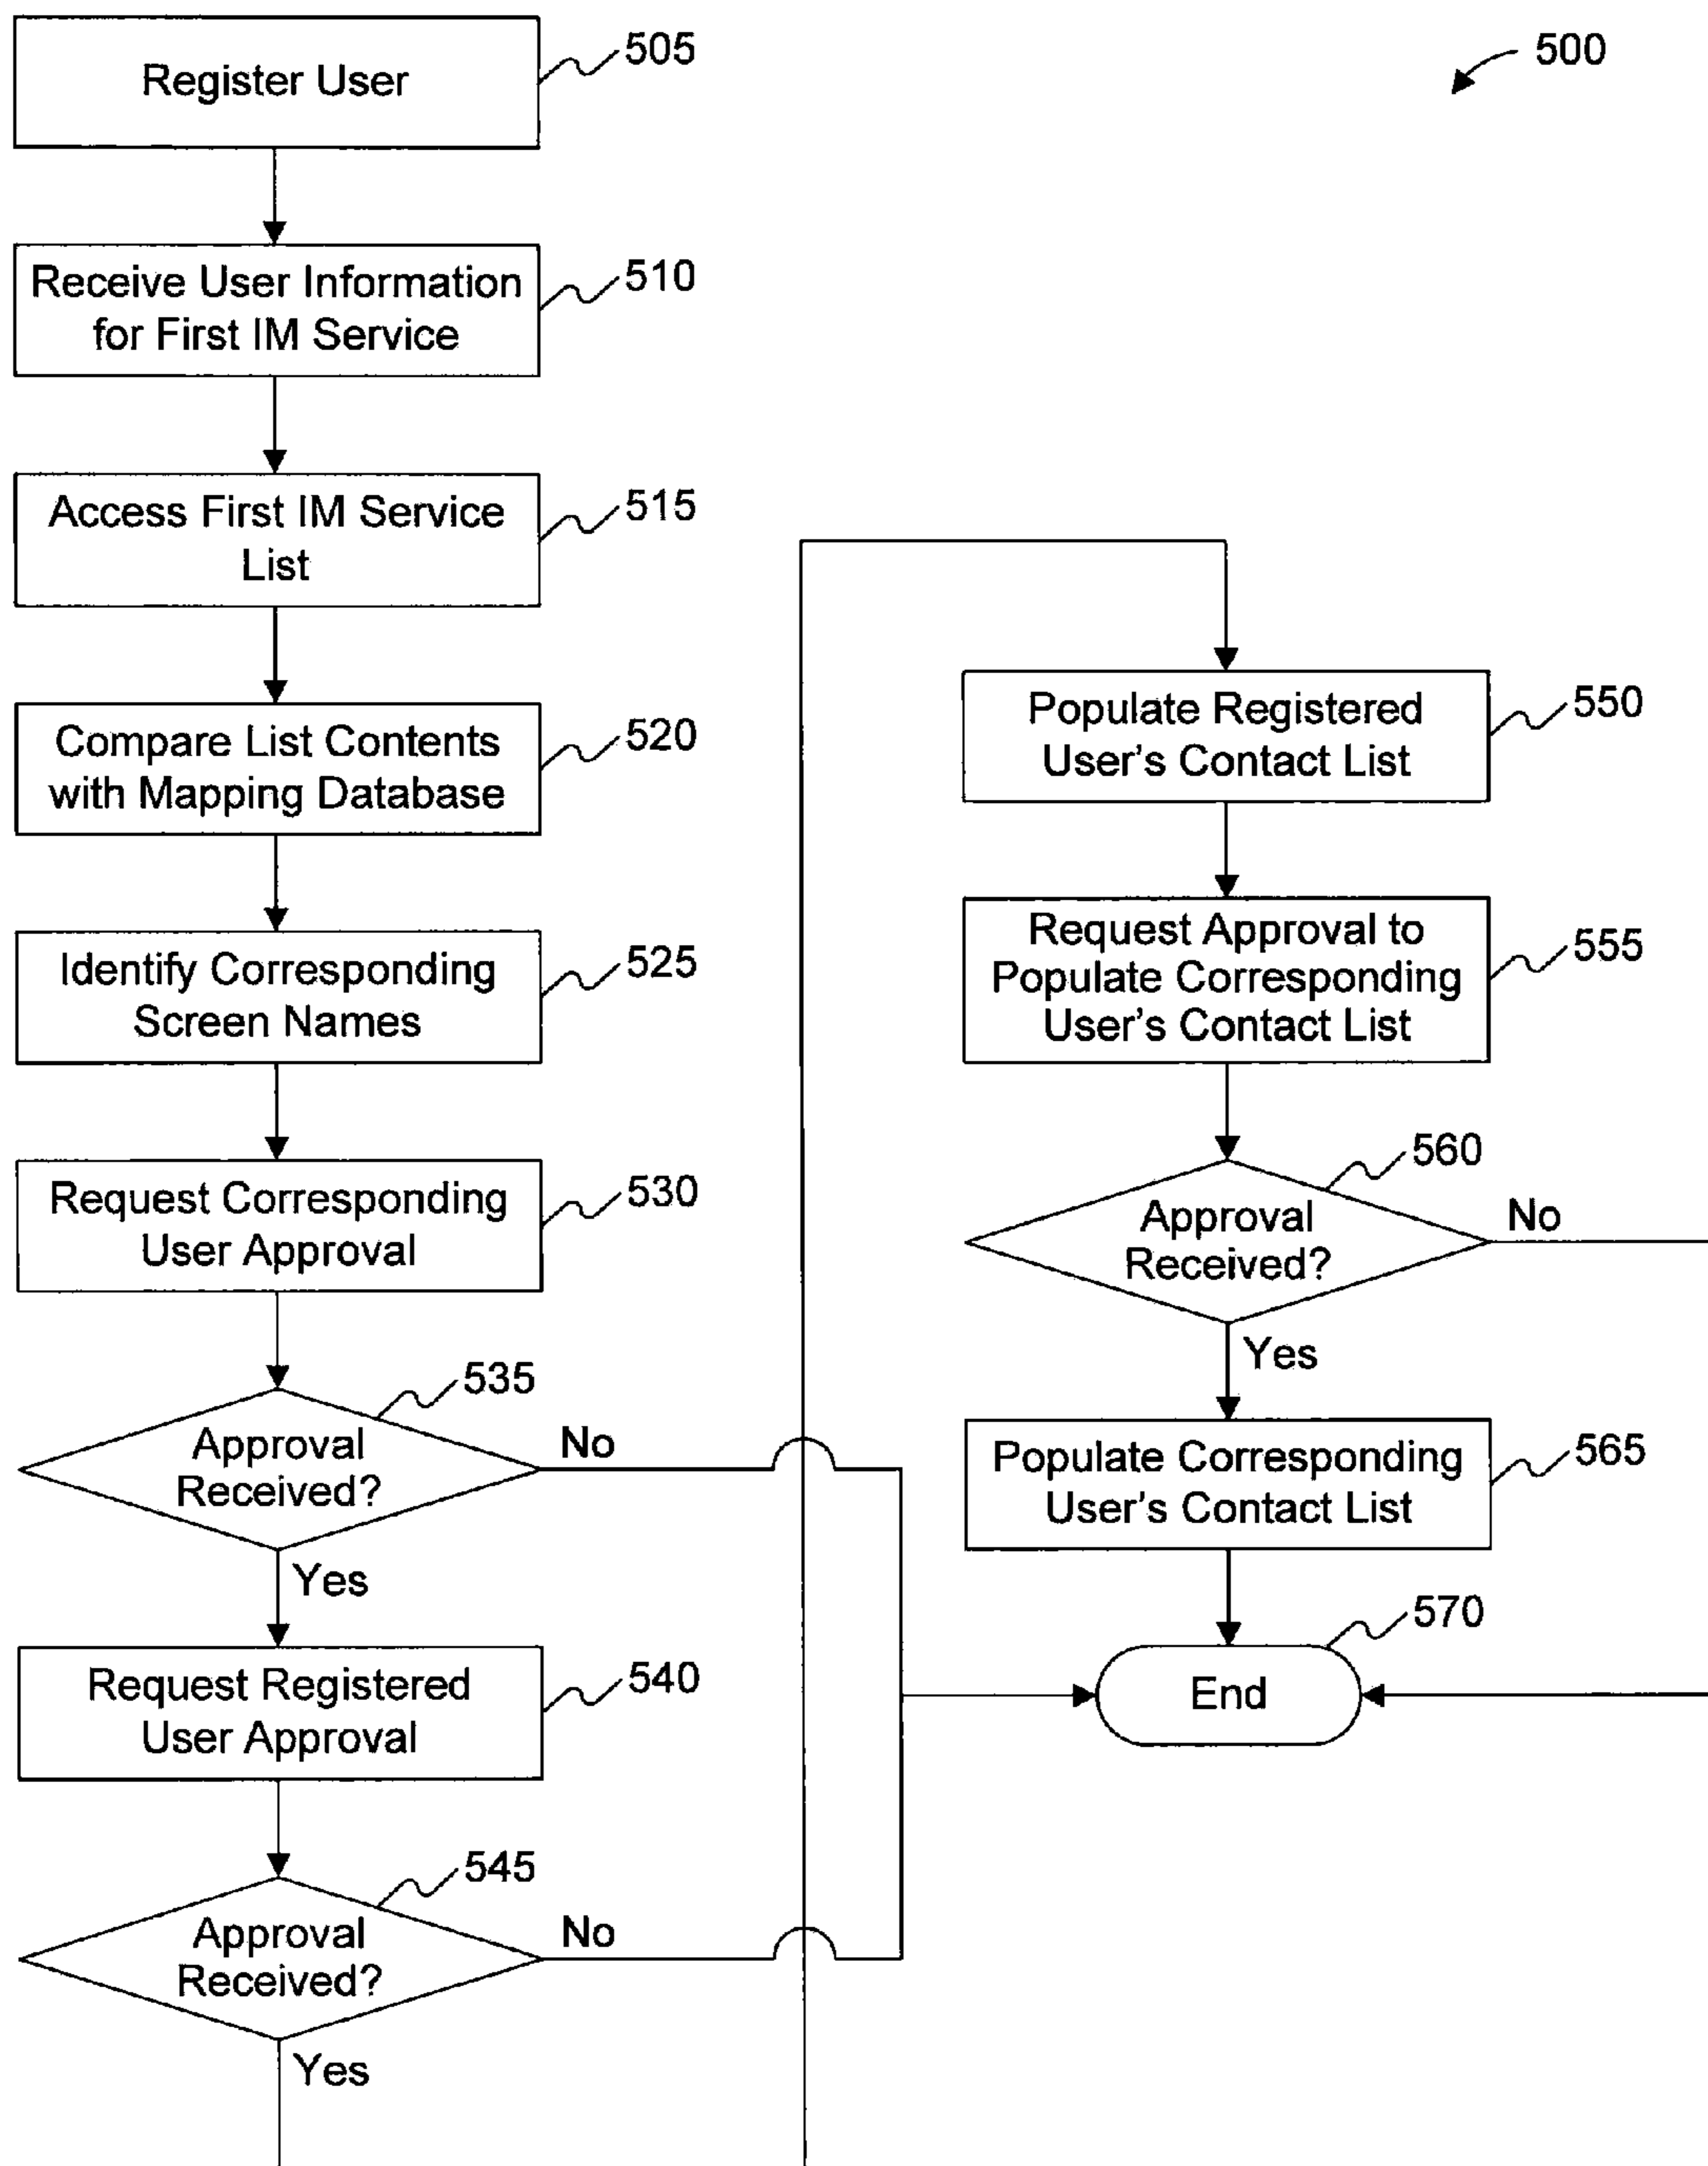 Register User
505
500
Receive User Information
for First IM Service
510
Access First IM Service
List
515
Compare List Contents
with Mapping Database
520
Identify Corresponding
Screen Names
525
Request Corresponding
User Approval
530
Approval
Received?
535
No
Yes
Request Registered
User Approval
540
Approval
Received?
545
No
Yes
Populate Registered
User's Contact List
550
Request Approval to
Populate Corresponding
User's Contact List
555
Approval
Received?
560
No
Yes
Populate Corresponding
User's Contact List
565
End
570